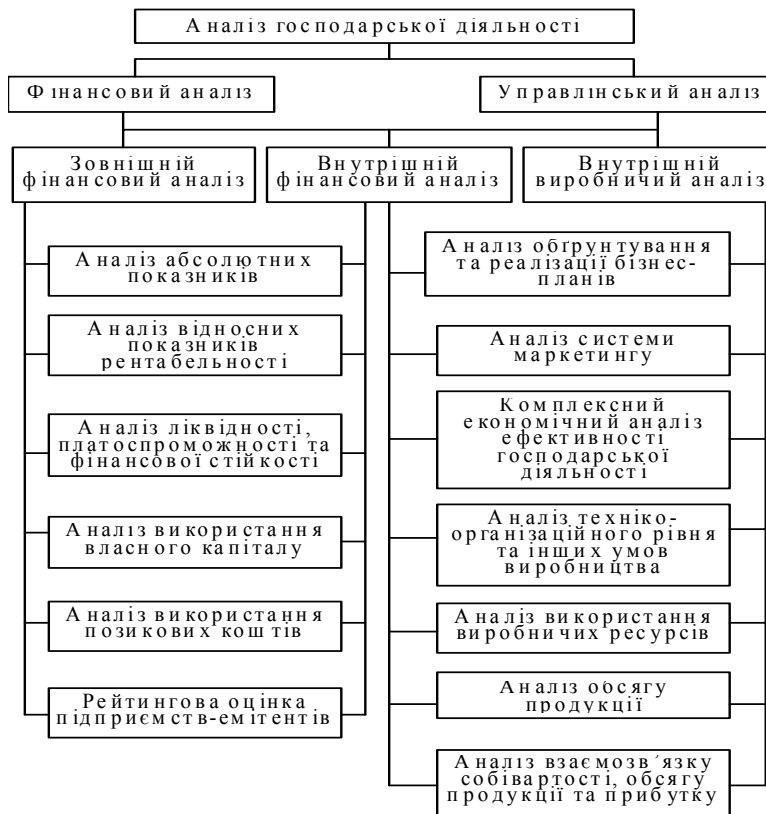 Аналіз господарської діяльності
Фінансовий аналіз
Управлінський аналіз
Зовнішній
фінансовий аналіз
Внутрішній
фінансовий аналіз
Внутрішній
виробничий аналіз
Аналіз абсолютних
показників
Аналіз відносних
показників
рентабельності
Аналіз ліквідності,
платоспроможності та
фінансової стійкості
Аналіз використання
власного капіталу
Аналіз використання
позикових коштів
Рейтингова оцінка
підприємств-емітентів
Аналіз обґрунтування
та реалізації бізнес-
планів
Аналіз системи
маркетингу
Комплексний
економічний аналіз
ефективності
господарської
діяльності
Аналіз техніко-
організаційного рівня
та інших умов
виробництва
Аналіз використання
виробничих ресурсів
Аналіз обсягу
продукції
Аналіз взаємозв´язку
собівартості, обсягу
продукції та прибутку